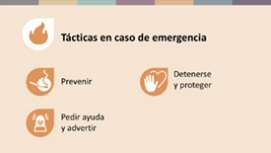 Tácticas en caso de emergencia
Prevenir
Detenerse
y proteger
Pedir ayuda
y advertir